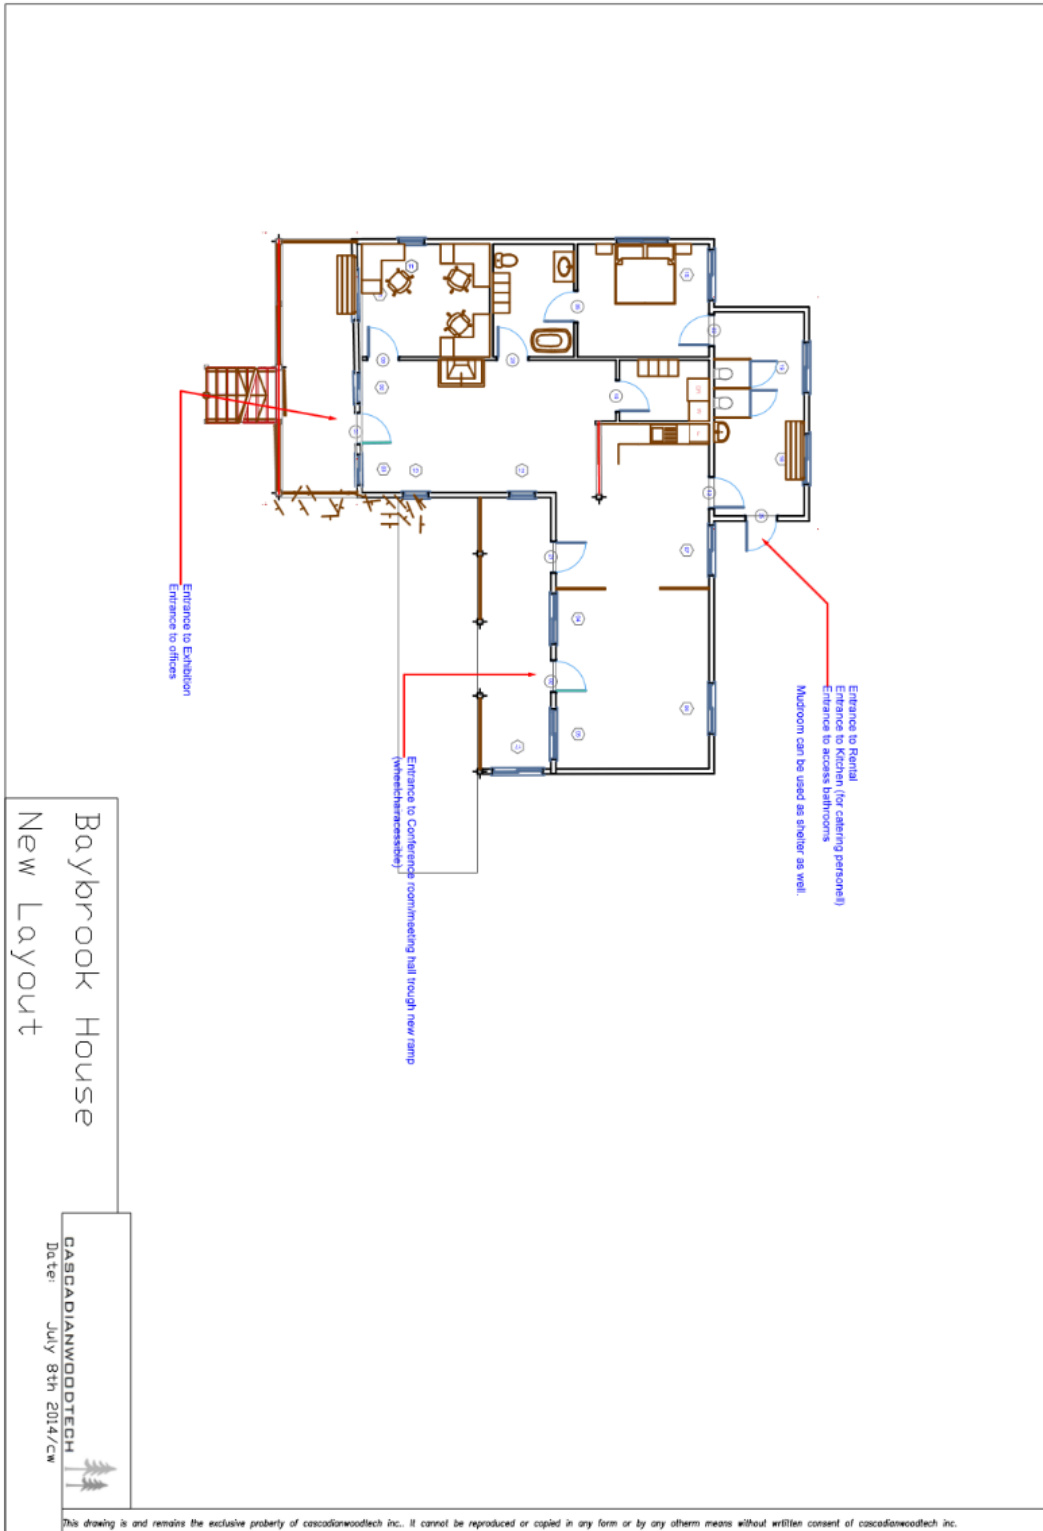 Entrance to Rental
Entrance to Kitchen (for catering personell)
Entrance to access bathrooms
Mudroom can be used as shelter as well.
Entrance to Exhibition
Entrance to offices
Entrance to Conference room/meeting hall trough new ramp
(wheelchairacessible)
Baybrook House
New Layout
CASCADIANWOODTECH
Date: July 8th 2014/cw
This drawing is and remains the exclusive proberty of cascadianwoodtech inc.. It cannot be reproduced or copied in any form or by any otherm means without wrtitten consent of cascadianwoodtech inc.